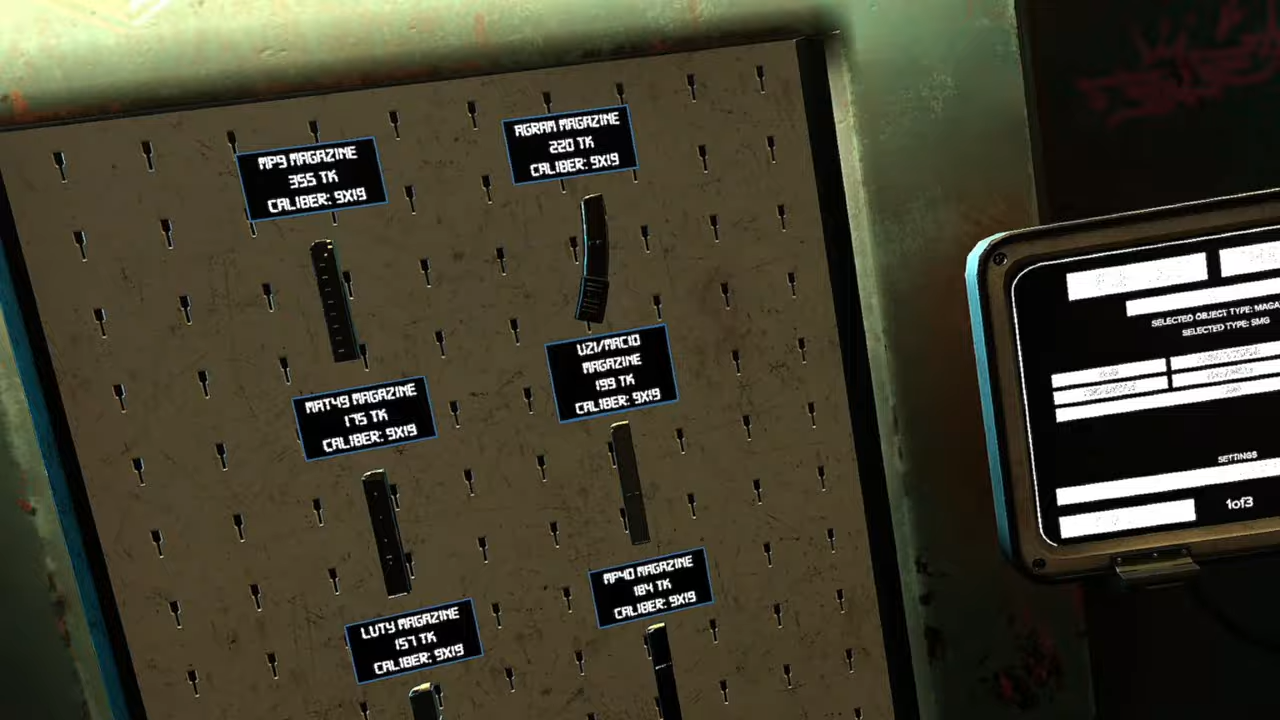 MP9 MAGAZINE
355 TK
CALIBER: 9X19
AGRAM MAGAZINE
220 TK
CALIBER: 9X19
MAT49 MAGAZINE
175 TK
CALIBER: 9X19
UZI/MAC10
MAGAZINE
199 TK
CALIBER: 9X19
LUTY MAGAZINE
157 TK
CALIBER: 9X19
MP40 MAGAZINE
184 TK
CALIBER: 9X19
SELECTED OBJECT TYPE: MAGA
SELECTED TYPE: SMG
SETTINGS
1of3